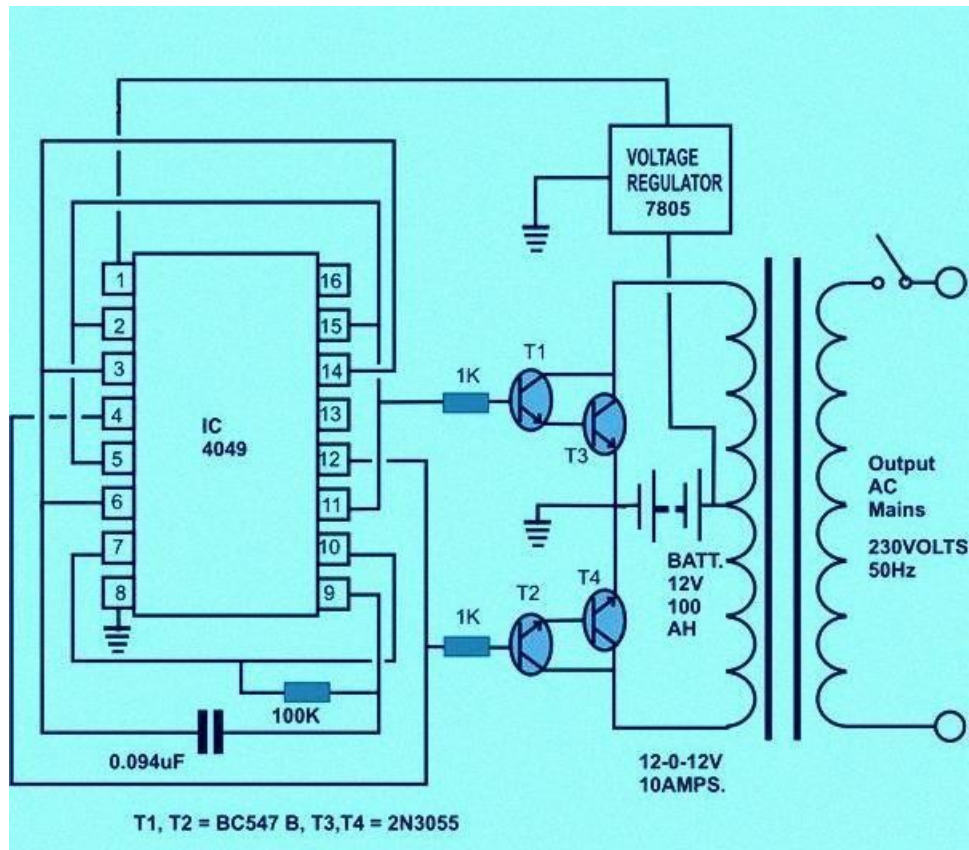 VOLTAGE
REGULATOR
7805
1
2
3
4
5
6
7
8
16
15
14
13
12
11
10
9
IC
4049
1K
T1
T3
1K
T2
T4
BATT.
12V
100
AH
Output
AC
Mains
230VOLTS
50Hz
100K
0.094uF
12-0-12V
10AMPS.
T1, T2 = BC547 B, T3,T4 = 2N3055